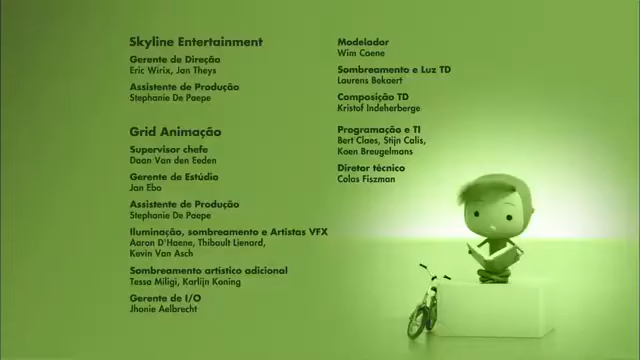 Skyline Entertainment
Gerente de Direção
Eric Wirix, Jan Theys
Assistente de Produção
Stephanie De Paepe
Grid Animação
Supervisor chefe
Daan Van den Eeden
Gerente de Estúdio
Jan Ebo
Assistente de Produção
Stephanie De Paepe
Iluminação, sombreamento e Artistas VFX
Aaron D'Haene, Thibault Lienard,
Kevin Van Asch
Sombreamento artístico adicional
Tessa Miligi, Karlijn Koning
Gerente de I/O
Jhonie Aelbrecht
Modelador
Wim Coene
Sombreamento e Luz TD
Laurens Bekaert
Composição TD
Kristof Indeherberge
Programação e TI
Bert Claes, Stijn Calis,
Koen Breugelmans
Diretor técnico
Colas Fiszman